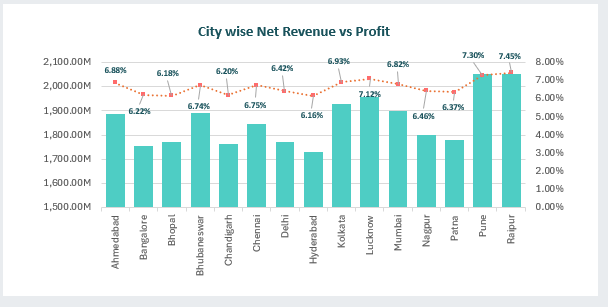 City wise Net Revenue vs Profit
2,100.00M
2,000.00M
1,900.00M
1,800.00M
1,700.00M
1,600.00M
1,500.00M
6.88%
6.22%
6.18%
6.74%
6.20%
6.75%
6.42%
6.16%
6.93%
7.12%
6.82%
6.46%
6.37%
7.30%
7.45%
8.00%
7.00%
6.00%
5.00%
4.00%
3.00%
2.00%
1.00%
0.00%
Ahmedabad
Bangalore
Bhopal
Bhubaneswar
Chandigarh
Chennai
Delhi
Hyderabad
Kolkata
Lucknow
Mumbai
Nagpur
Patna
Pune
Raipur